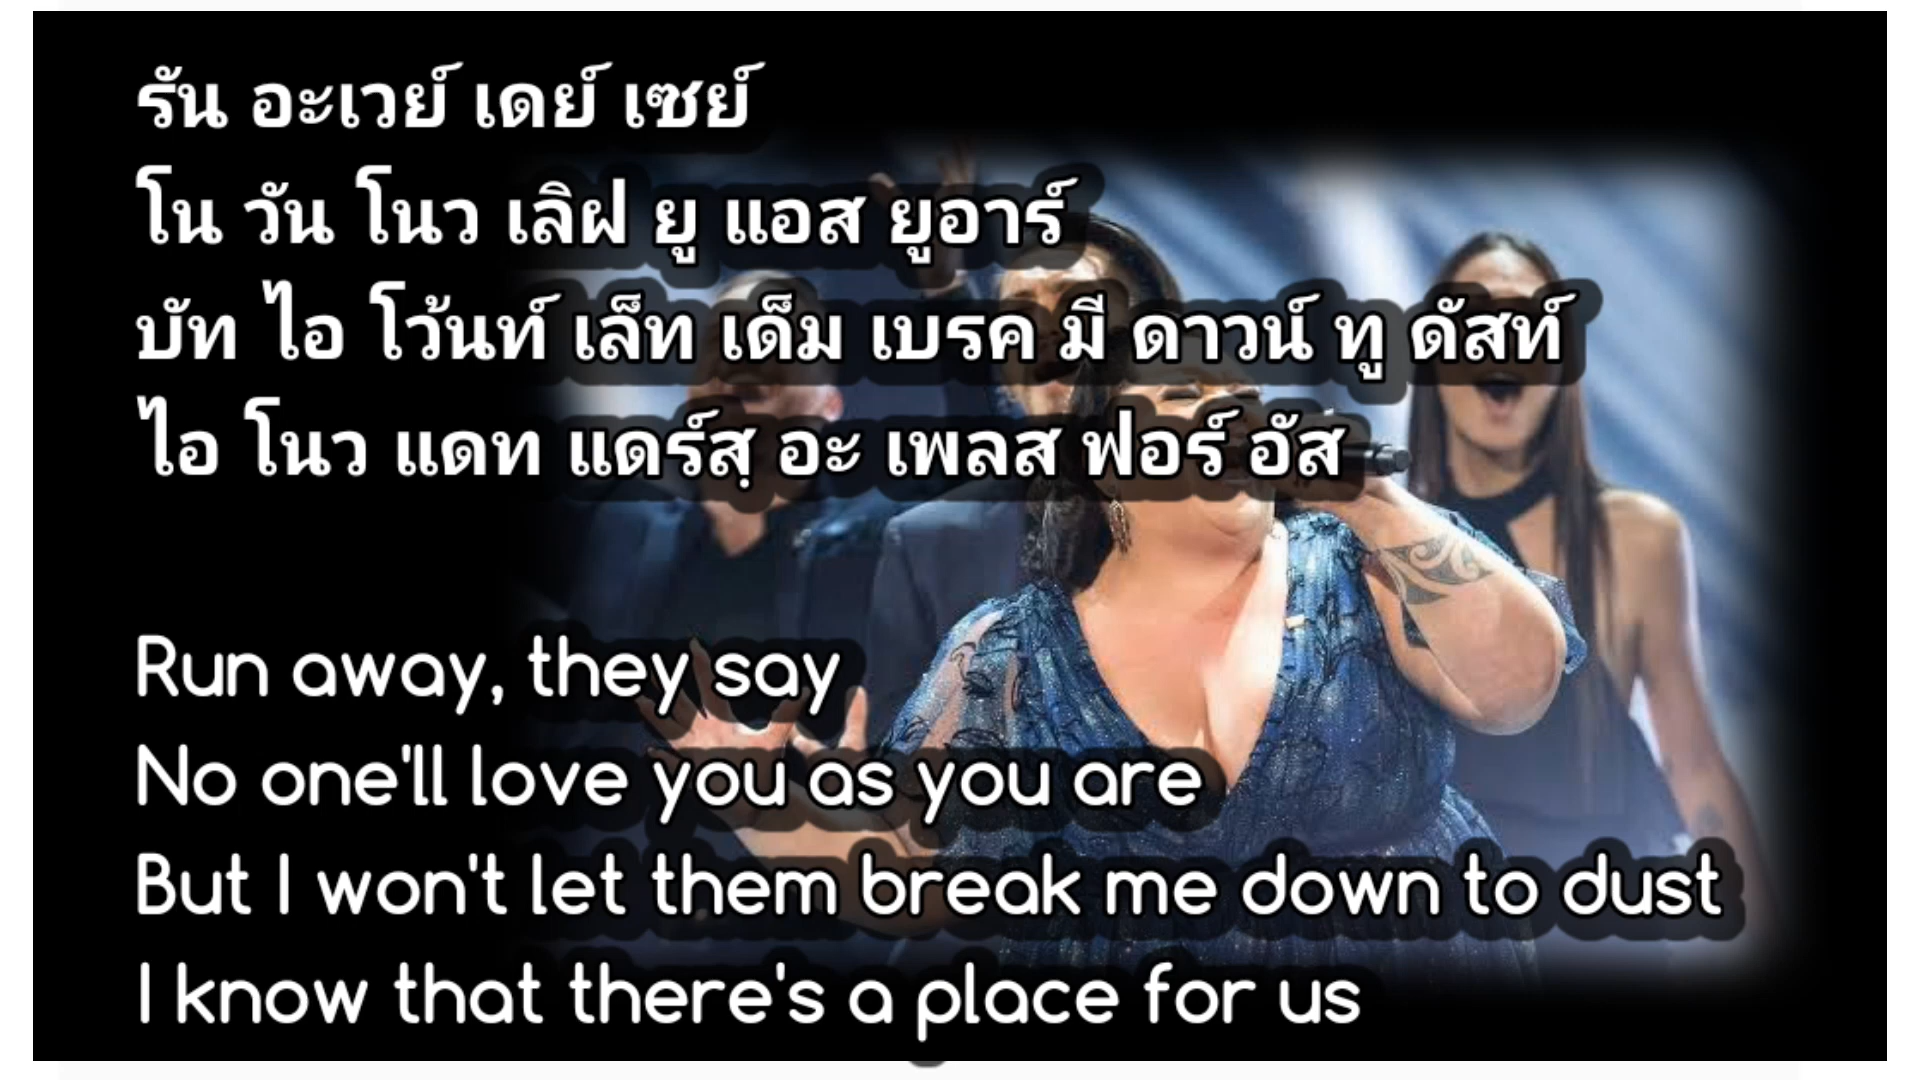 รัน อะเวย์ เดย์ เซย์
โน วัน โนว เลิฝ ยู แอส ยูอาร์
บัท ไอ โว้นท์ เล็ท เด็ม เบรค มี ดาวน์ ทู ดัสท์
ไอ โนว แดท แดร์สฺ อะ เพลส ฟอร์ อัส
Run away, they say
No one'll love you as you are
But I won't let them break me down to dust
I know that there's a place for us